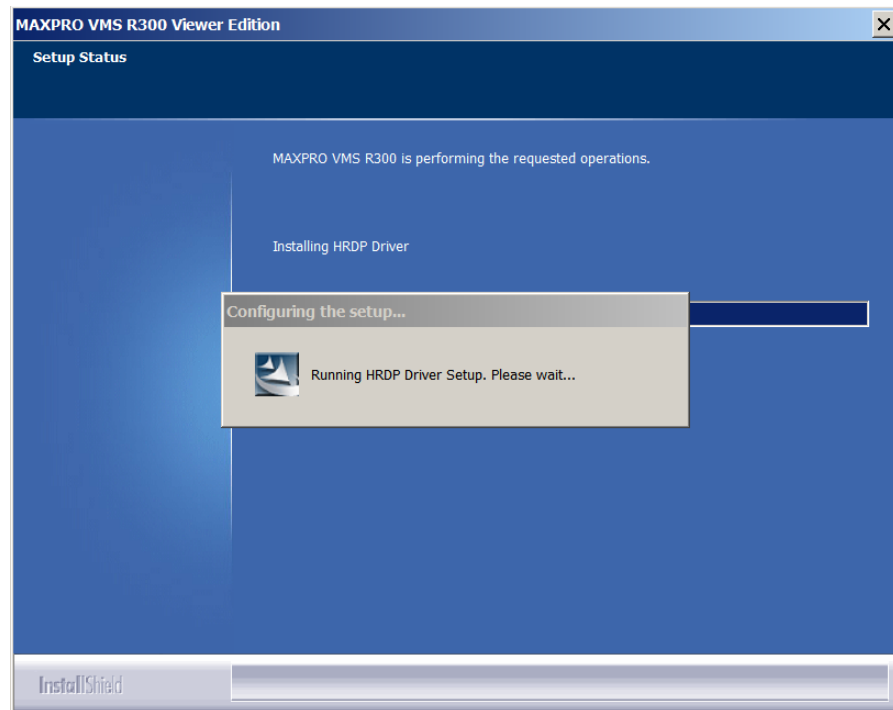 MAXPRO VMS R300 Viewer Edition
Setup Status
MAXPRO VMS R300 is performing the requested operations.
Installing HRDP Driver
Configuring the setup...
Running HRDP Driver Setup. Please wait...
InstallShield